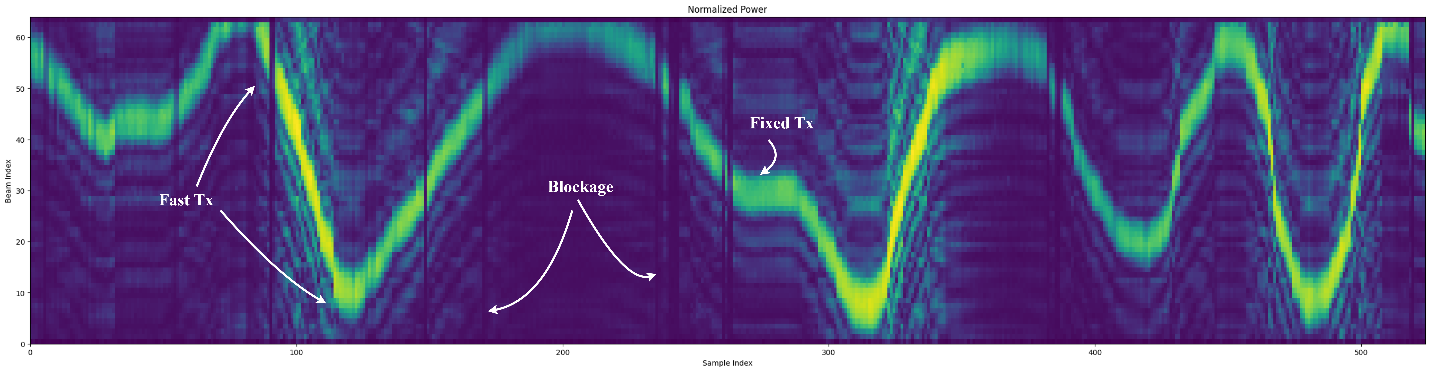 Normalized Power
60
50
40
30
20
10
0
Beam Index
Fast Tx
Blockage
Fixed Tx
0 100 200 300 400 500
Sample Index